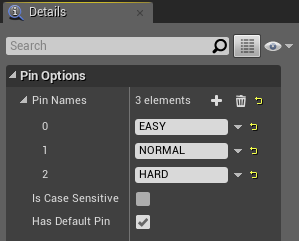 Details
Search
Pin Options
Pin Names 3 elements
0 EASY
1 NORMAL
2 HARD
Is Case Sensitive
Has Default Pin